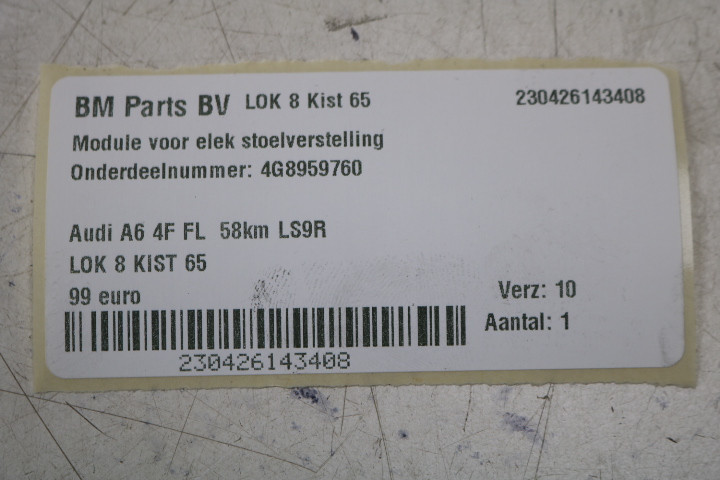 BM Parts BV LOK 8 Kist 65 230426143408
Module voor elek stoelverstelling
Onderdeelnummer: 4G8959760
Audi A6 4F FL 58km LS9R
LOK 8 KIST 65
99 euro Verz: 10
Aantal: 1
230426143408